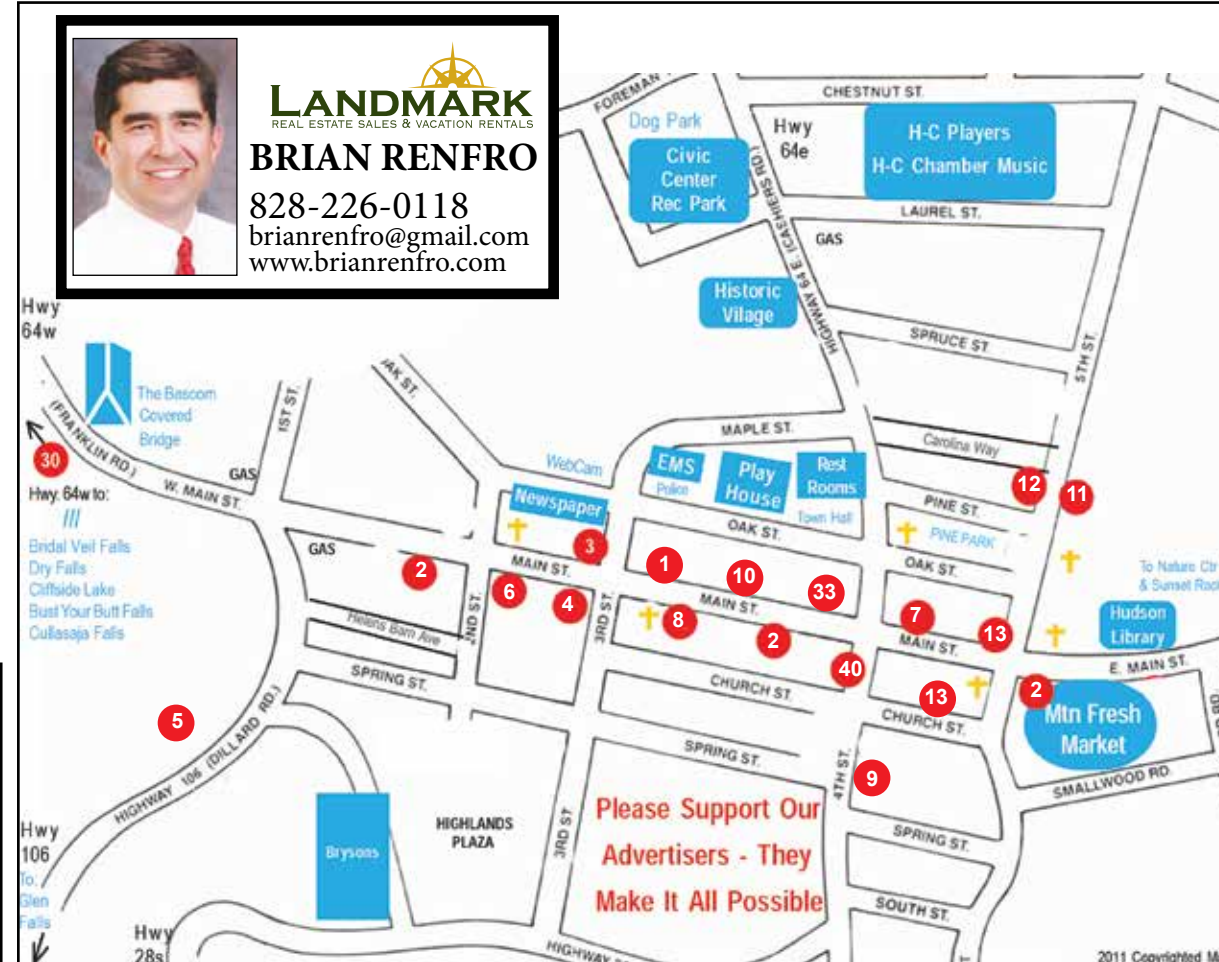 LANDMARK
REAL ESTATE SALES & VACATION RENTALS
BRIAN RENFRO
828-226-0118
brianrenfro@gmail.com
www.brianrenfro.com
FOREMAN
CHESTNUT ST.
Dog Park
Civic
Center
Rec Park
Hwy
64e
H-C Players
H-C Chamber Music
LAUREL ST.
GAS
HIGHWAY 64 E. (CASHIERS RD.)
Historic
Vilage
SPRUCE ST.
5TH ST.
Hwy
64w
The Bascom
Covered
Bridge
(FRANKLIN RD.)
30
1ST ST.
GAS
W. MAIN ST.
Hwy. 64w to:
Bridal Veil Falls
Dry Falls
Cliffside Lake
Bust Your Butt Falls
Cullasaja Falls
MAPLE ST.
Carolina Way
WebCam
EMS
Police
Play
House
Rest
Rooms
Town Hall
Newspaper
12
11
PINE ST.
PINE PARK
OAK ST.
OAK ST.
GAS
2
3
MAIN ST.
6
4
1
10
33
MAIN ST.
8
2
40
7
13
MAIN ST.
13
To Nature Ctr
& Sunset Rock
Hudson
Library
E. MAIN ST.
2
Mtn Fresh
Market
SMALLWOOD RD.
2ND ST.
3RD ST.
Helens Barn Ave
SPRING ST.
CHURCH ST.
CHURCH ST.
SPRING ST.
4TH ST.
9
SPRING ST.
SOUTH ST.
5
HIGHWAY 106 (DILLARD RD.)
Hwy
106
To:
Glen
Falls
Brysons
HIGHLANDS
PLAZA
3RD ST
Please Support Our
Advertisers - They
Make It All Possible
Hwy
28s
HIGHWAY
2011 Copyrighted